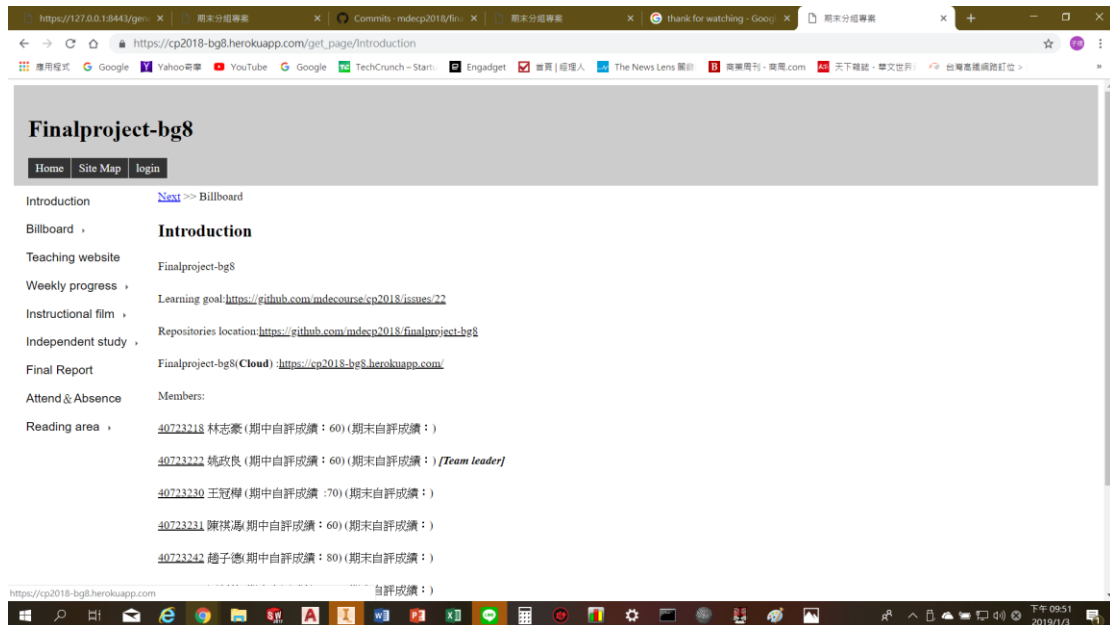 https://127.0.0.1:8443/gen
期末分組專案
Commits · mdecp2018/fina
期末分組專案
thank for watching - Googl
期末分組專案
https://cp2018-bg8.herokuapp.com/get_page/Introduction
應用程式
Google
Yahoo奇摩
YouTube
Google
TechCrunch – Startu
Engadget
首頁 | 經理人
The News Lens 關鍵
商業周刊 - 商周.com
天下雜誌 - 華文世界
台灣高鐵網路訂位 >
»
Finalproject-bg8
Home Site Map login
Introduction
Billboard ›
Teaching website
Weekly progress ›
Instructional film ›
Independent study ›
Final Report
Attend & Absence
Reading area ›
Next >> Billboard
Introduction
Finalproject-bg8
Learning goal:https://github.com/mdecourse/cp2018/issues/22
Repositories location:https://github.com/mdecp2018/finalproject-bg8
Finalproject-bg8(Cloud) :https://cp2018-bg8.herokuapp.com/
Members:
40723218 林志豪 (期中自評成績：60) (期末自評成績：)
40723222 姚政良 (期中自評成績：60) (期末自評成績：) [Team leader]
40723230 王冠樺 (期中自評成績 :70) (期末自評成績：)
40723231 陳祺馮(期中自評成績：60) (期末自評成績：)
40723242 趙子德(期中自評成績：80) (期末自評成績：)
自評成績：)
https://cp2018-bg8.herokuapp.com
下午 09:51
2019/1/3